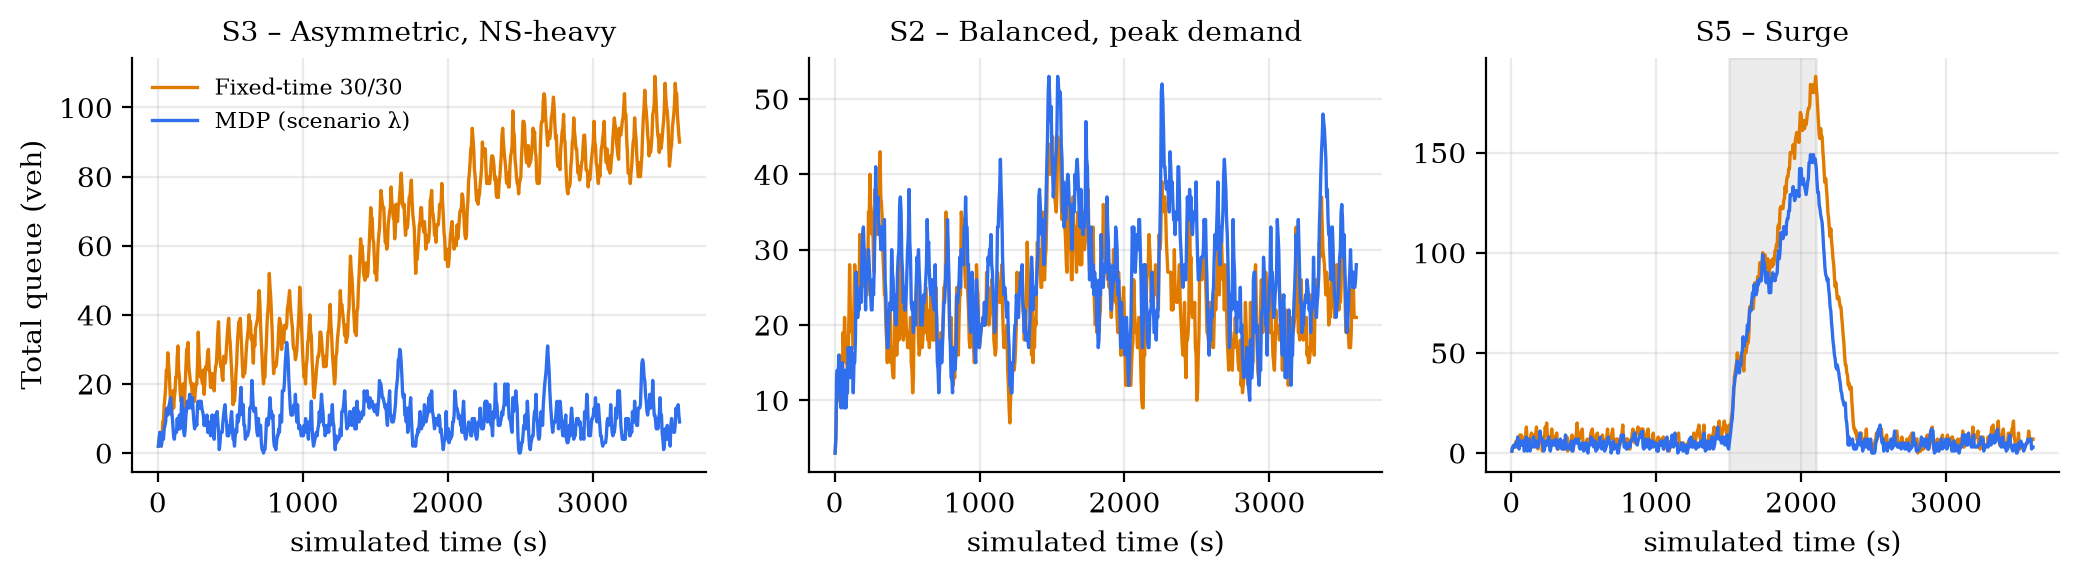 S3 – Asymmetric, NS-heavy
Total queue (veh)
100
80
60
40
20
0
Fixed-time 30/30
MDP (scenario λ)
0 1000 2000 3000
simulated time (s)
S2 – Balanced, peak demand
50
40
30
20
10
0 1000 2000 3000
simulated time (s)
S5 – Surge
150
100
50
0
0 1000 2000 3000
simulated time (s)